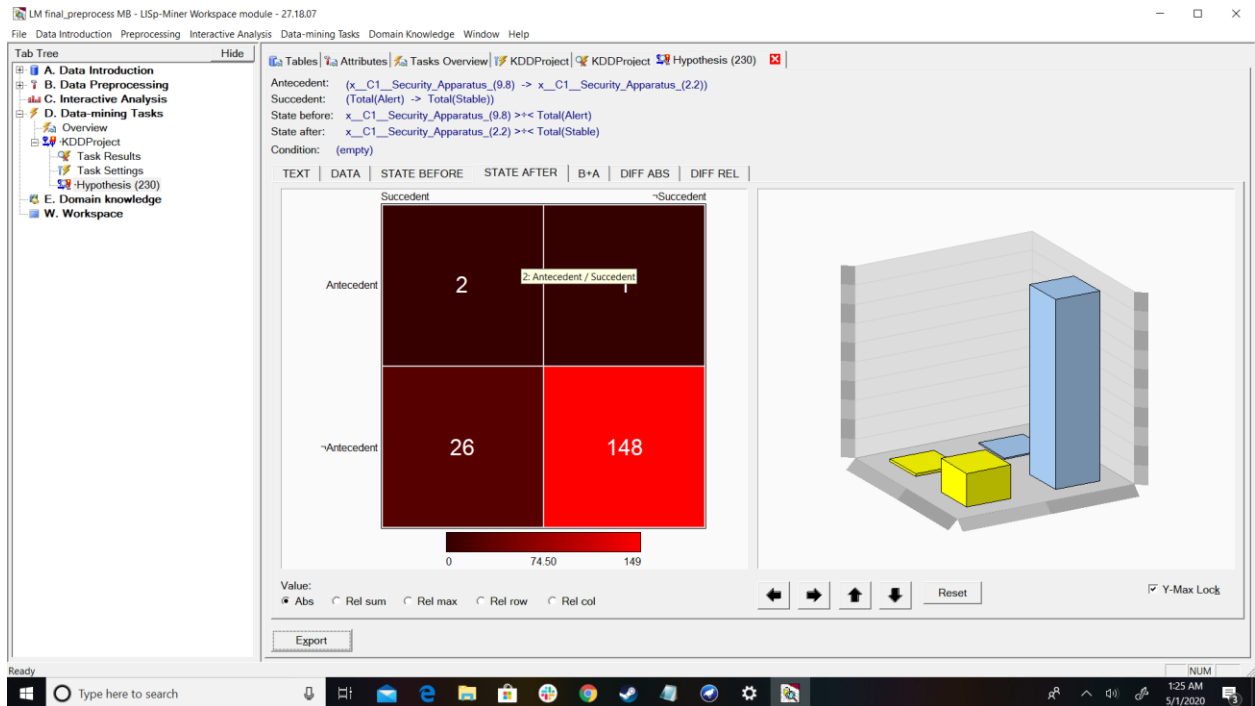 LM final_preprocess MB - LISp-Miner Workspace module - 27.18.07
File Data Introduction Preprocessing Interactive Analysis Data-mining Tasks Domain Knowledge Window Help
Tab Tree Hide
A. Data Introduction
B. Data Preprocessing
C. Interactive Analysis
D. Data-mining Tasks
Overview
·KDDProject
Task Results
Task Settings
·Hypothesis (230)
E. Domain knowledge
W. Workspace
Tables Attributes Tasks Overview KDDProject KDDProject Hypothesis (230)
Antecedent: (x__C1__Security_Apparatus_(9.8) -> x__C1__Security_Apparatus_(2.2))
Succedent: (Total(Alert) -> Total(Stable))
State before: x__C1__Security_Apparatus_(9.8) >÷< Total(Alert)
State after: x__C1__Security_Apparatus_(2.2) >÷< Total(Stable)
Condition: (empty)
TEXT DATA STATE BEFORE STATE AFTER B+A DIFF ABS DIFF REL
Succedent ¬Succedent
Antecedent 2
2: Antecedent / Succedent
¬Antecedent 26 148
0 74.50 149
Value:
Abs Rel sum Rel max Rel row Rel col
Reset
Y-Max Lock
Export
Ready
NUM
Type here to search
1:25 AM
5/1/2020
3